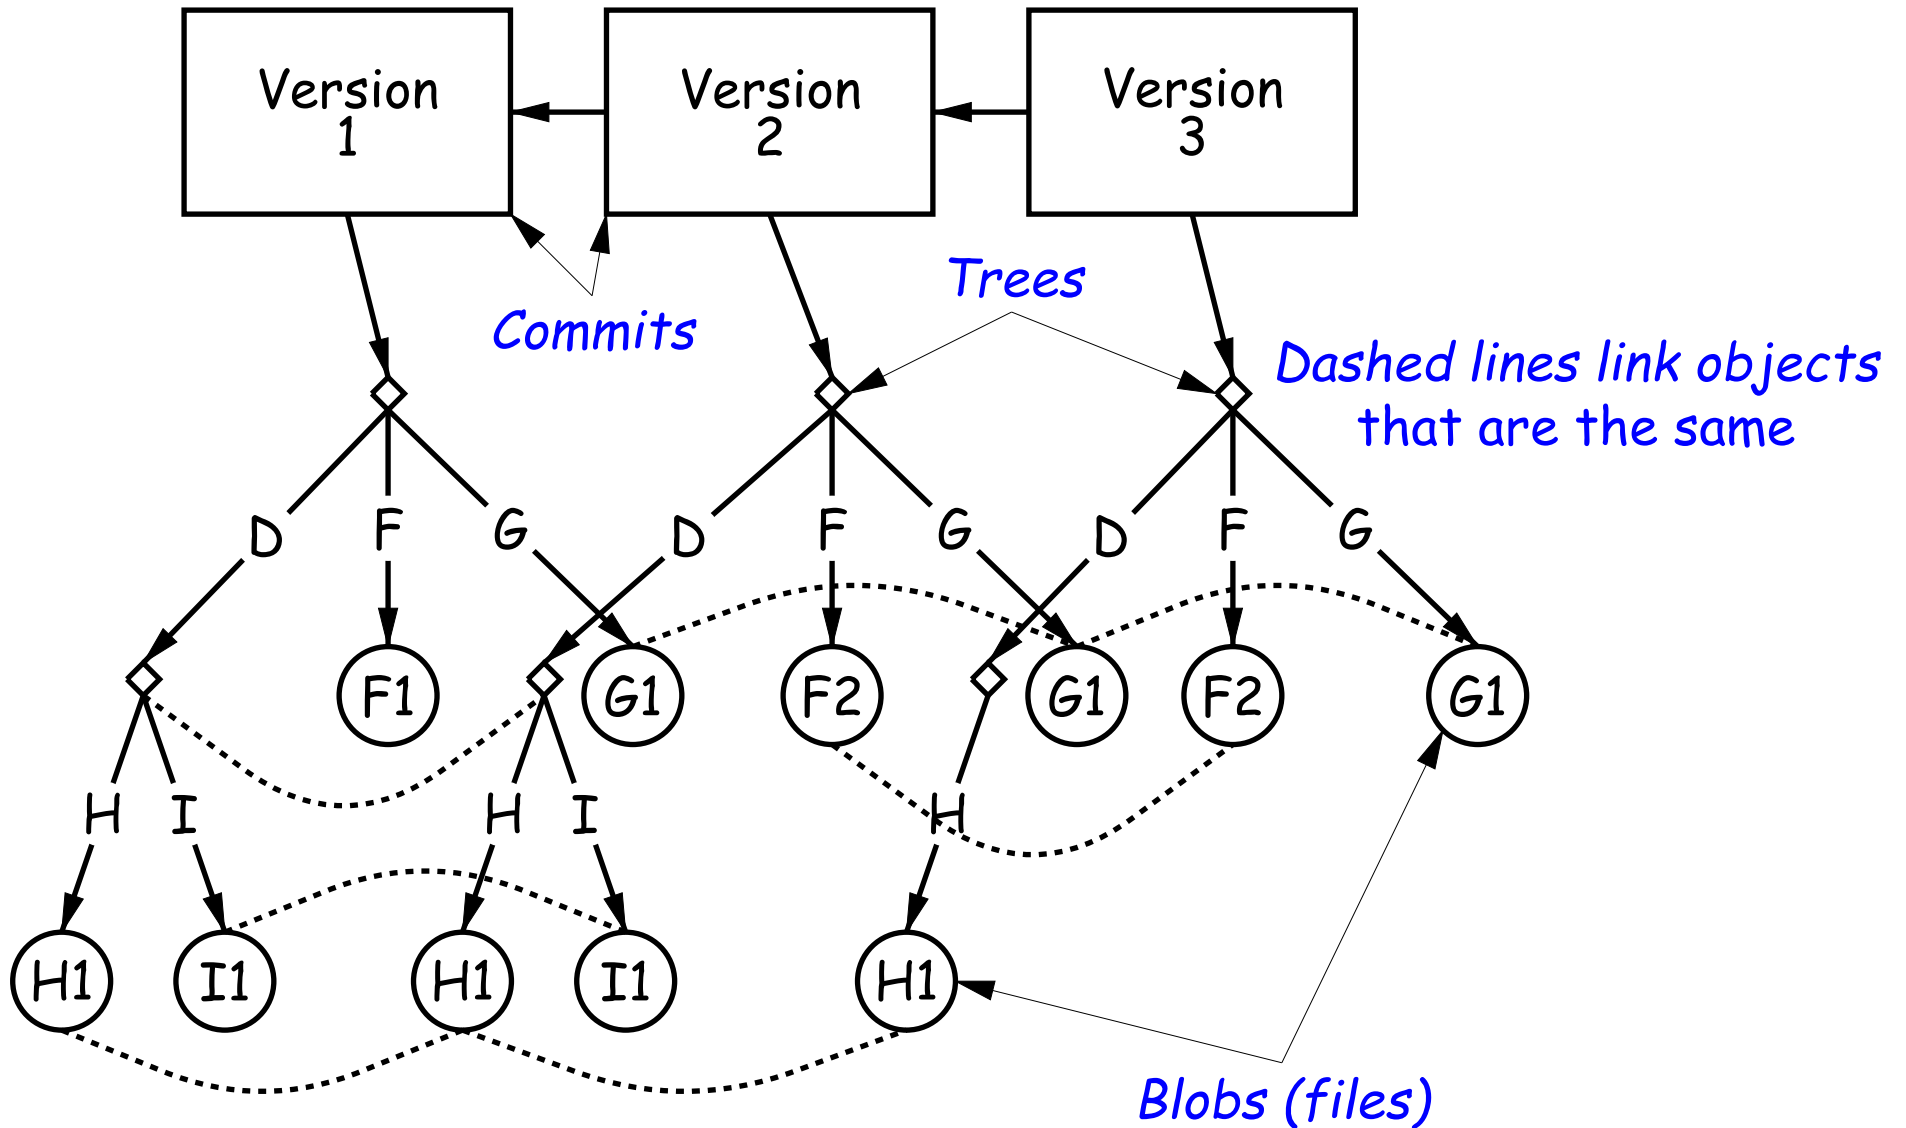 Version
1
Version
2
Version
3
Commits
Trees
Dashed lines link objects
that are the same
D
F
G
D
F
G
D
F
G
F1
G1
F2
G1
F2
G1
H
I
H
I
H
H1
I1
H1
I1
H1
Blobs (files)